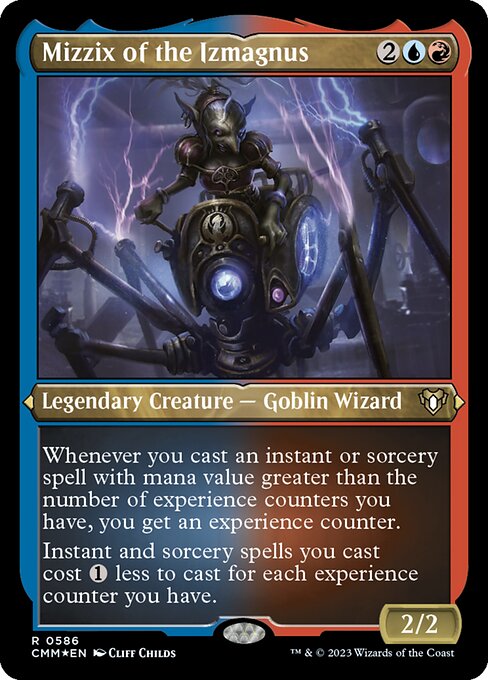 Mizzix of the Izmagnus 2
Legendary Creature — Goblin Wizard
Whenever you cast an instant or sorcery
spell with mana value greater than the
number of experience counters you
have, you get an experience counter.
Instant and sorcery spells you cast
cost 1 less to cast for each experience
counter you have.
2/2
R 0586
CMM★EN Cliff Childs
™ & © 2023 Wizards of the Coast